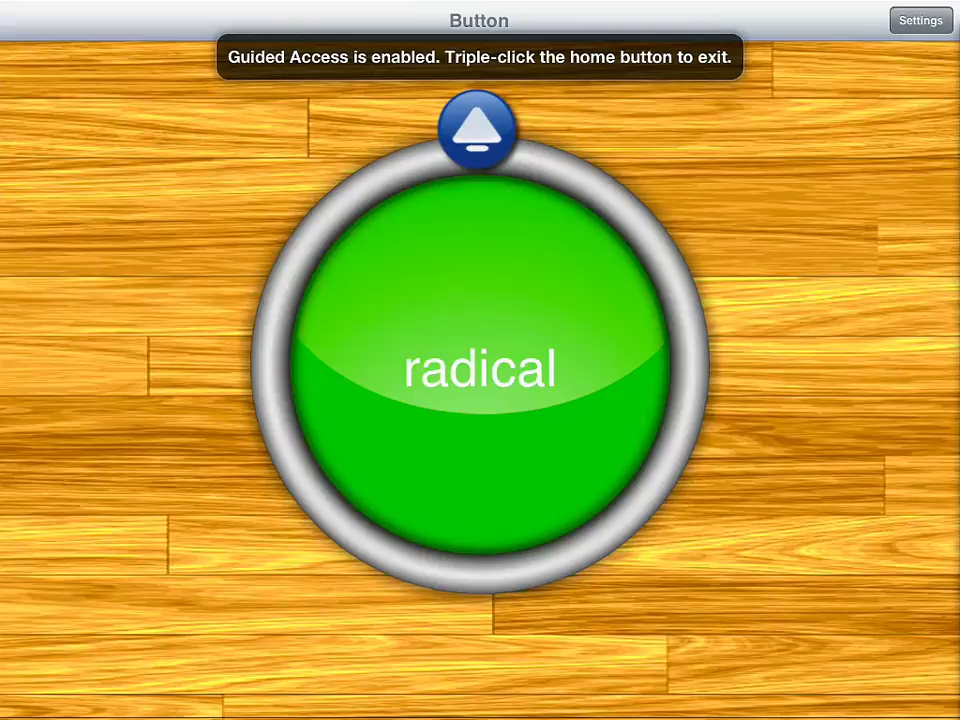 Button
Settings
Guided Access is enabled. Triple-click the home button to exit.
radical